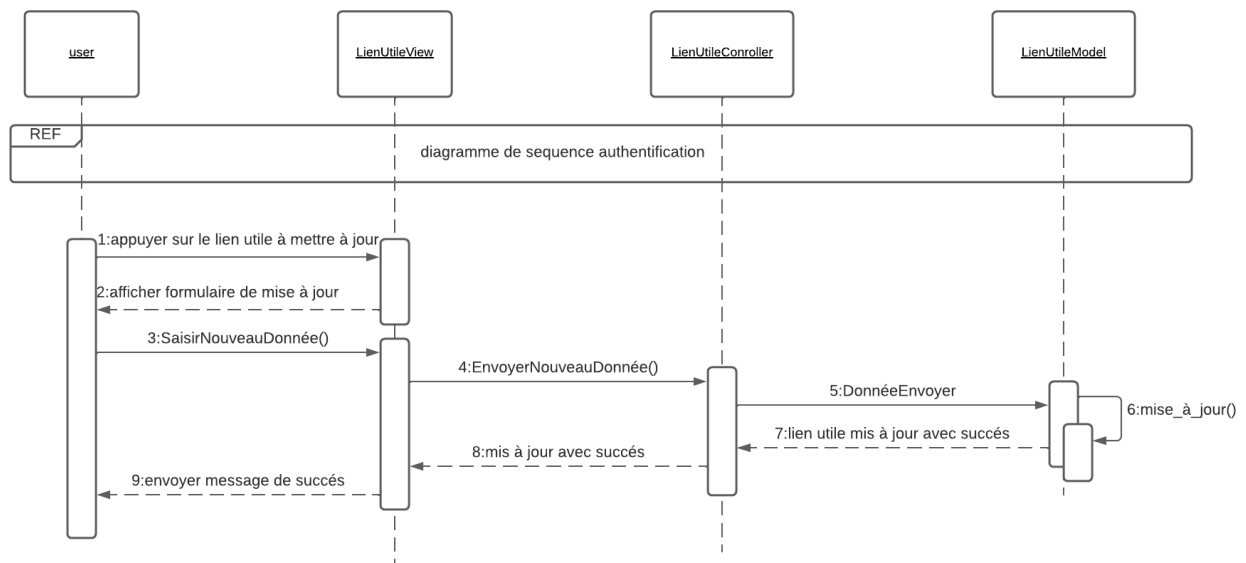 user
LienUtileView
LienUtileConroller
LienUtileModel
REF
diagramme de sequence authentification
1:appuyer sur le lien utile à mettre à jour
2:afficher formulaire de mise à jour
3:SaisirNouveauDonnée()
4:EnvoyerNouveauDonnée()
5:DonnéeEnvoyer
6:mise_à_jour()
7:lien utile mis à jour avec succés
8:mis à jour avec succés
9:envoyer message de succés